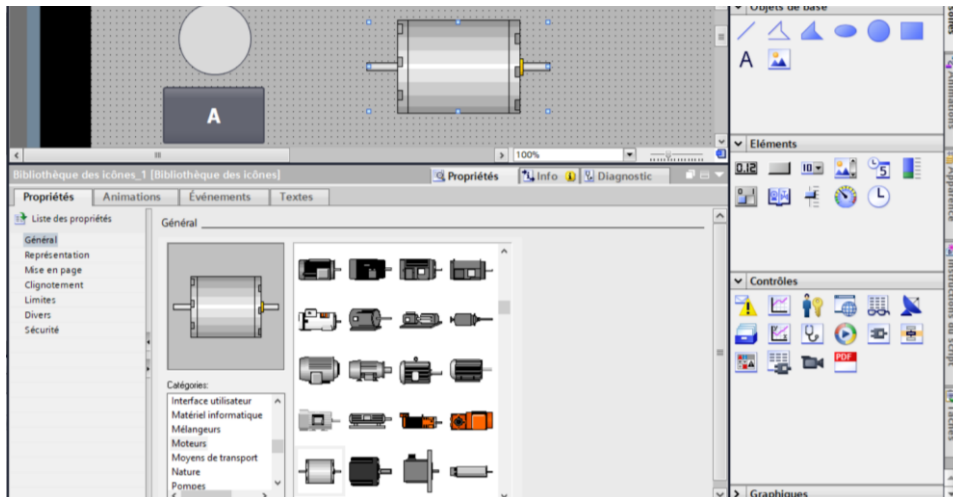 Objets de base
A
A
100%
Eléments
Bibliothèque des icônes_1 [Bibliothèque des icônes]
Propriétés
Info
Diagnostic
0.12
10
5
Propriétés
Animations
Événements
Textes
Liste des propriétés
Général
Général
Représentation
Mise en page
Clignotement
Limites
Divers
Sécurité
Contrôles
PDF
Catégories:
Interface utilisateur
Matériel informatique
Mélangeurs
Moteurs
Moyens de transport
Nature
Pompes
Graphiques
Animations
Apparence
Instructions du script
Tâches